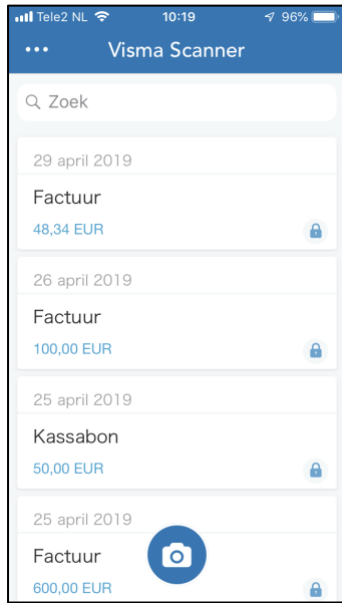 Tele2 NL 10:19 96%
Visma Scanner
Zoek
29 april 2019
Factuur
48,34 EUR
26 april 2019
Factuur
100,00 EUR
25 april 2019
Kassabon
50,00 EUR
25 april 2019
Factuur
600,00 EUR